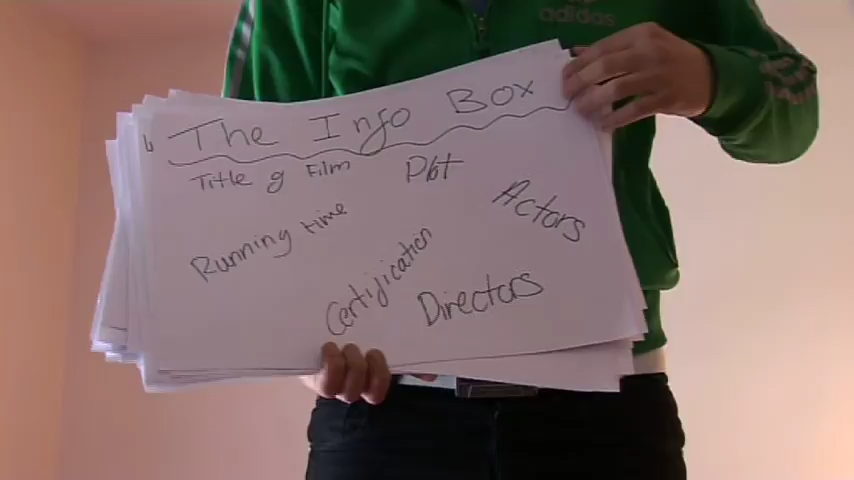 The Info Box
Title of Film
Plot
Running time
Actors
Certification
Directors
adidas